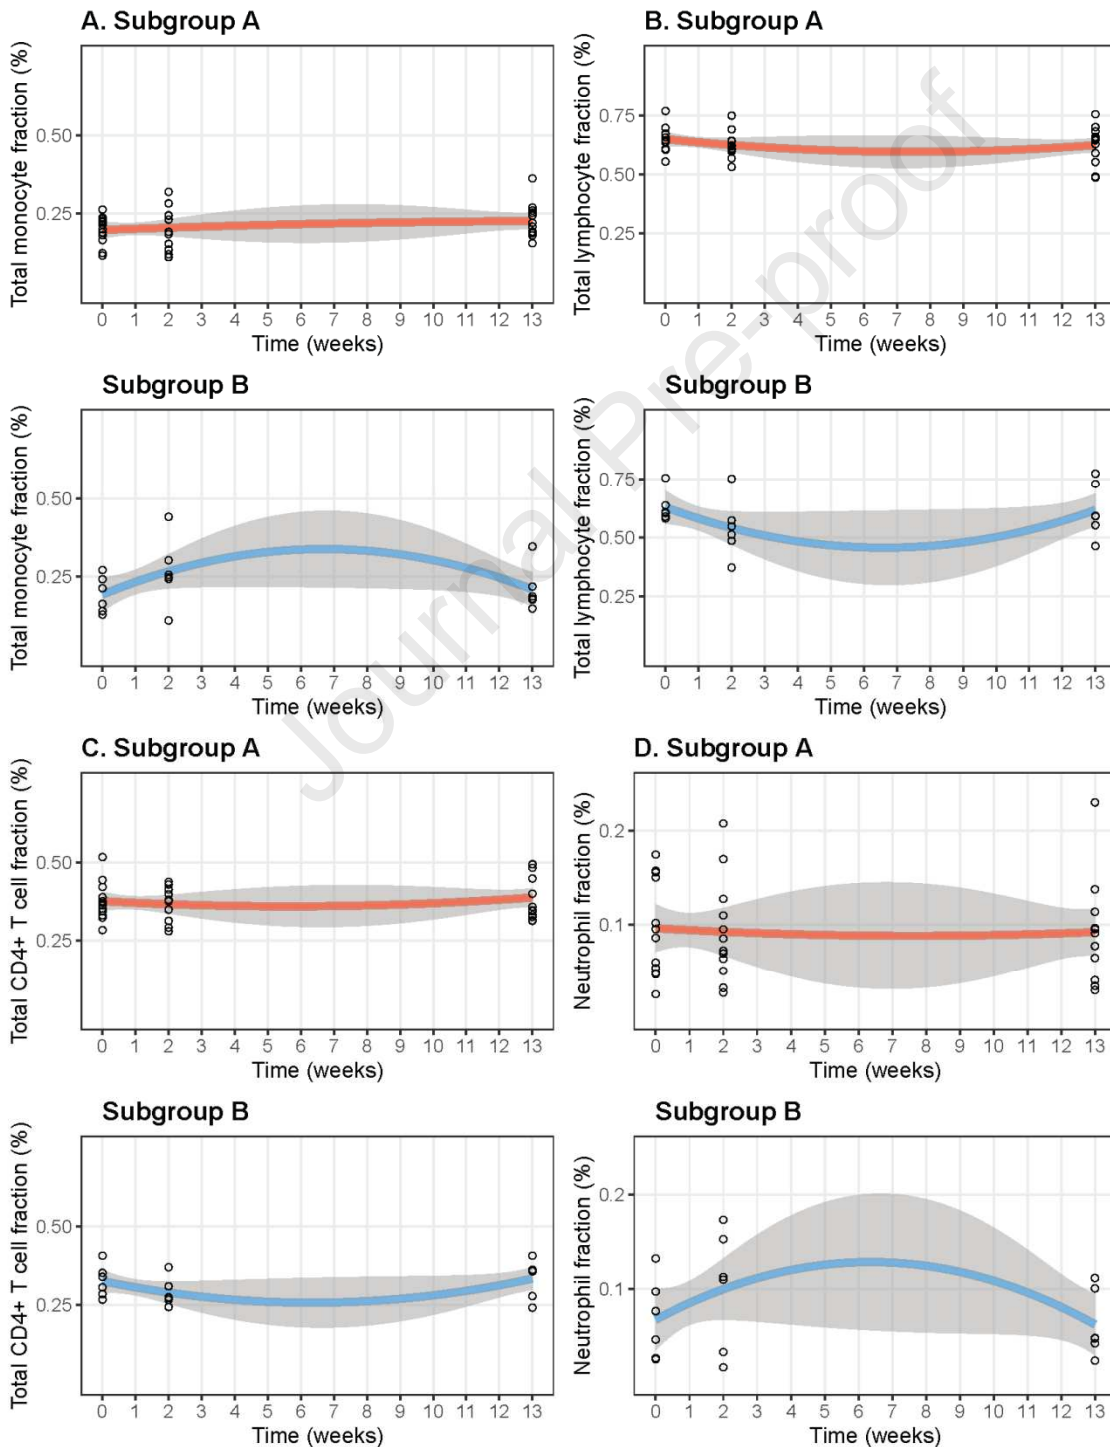 A. Subgroup A
Total monocyte fraction (%)
0.50
0.25
0 1 2 3 4 5 6 7 8 9 10 11 12 13
Time (weeks)
B. Subgroup A
Total lymphocyte fraction (%)
0.75
0.50
0.25
0 1 2 3 4 5 6 7 8 9 10 11 12 13
Time (weeks)
Subgroup B
Total monocyte fraction (%)
0.50
0.25
0 1 2 3 4 5 6 7 8 9 10 11 12 13
Time (weeks)
Subgroup B
Total lymphocyte fraction (%)
0.75
0.50
0.25
0 1 2 3 4 5 6 7 8 9 10 11 12 13
Time (weeks)
C. Subgroup A
Total CD4+ T cell fraction (%)
0.50
0.25
0 1 2 3 4 5 6 7 8 9 10 11 12 13
Time (weeks)
D. Subgroup A
Neutrophil fraction (%)
0.2
0.1
0 1 2 3 4 5 6 7 8 9 10 11 12 13
Time (weeks)
Subgroup B
Total CD4+ T cell fraction (%)
0.50
0.25
0 1 2 3 4 5 6 7 8 9 10 11 12 13
Time (weeks)
Subgroup B
Neutrophil fraction (%)
0.2
0.1
0 1 2 3 4 5 6 7 8 9 10 11 12 13
Time (weeks)
Journal Pre-proof